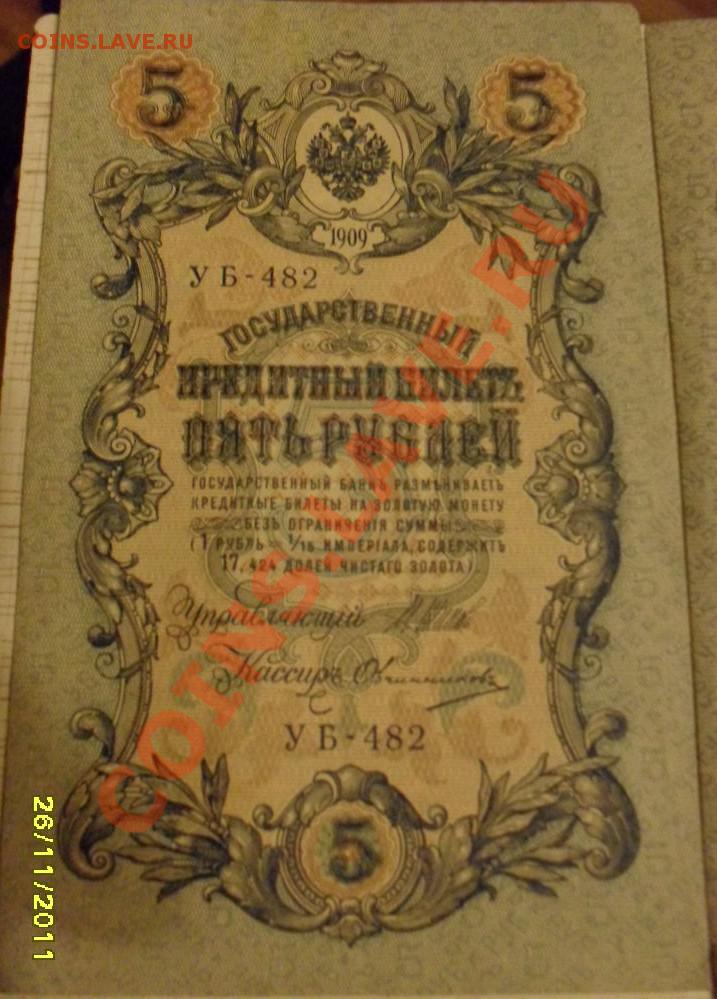 COINS.LAVE.RU
5 5
1909
УБ-482
ГОСУДАРСТВЕННЫЙ
КРЕДИТНЫЙ БИЛЕТЪ
ПЯТЬ РУБЛЕЙ
ГОСУДАРСТВЕННЫЙ БАНКЪ РАЗМѢНИВАЕТЪ
КРЕДИТНЫЕ БИЛЕТЫ НА ЗОЛОТУЮ МОНЕТУ
БЕЗЪ ОГРАНИЧЕНІЯ СУММЫ
(1 РУБЛЬ = 1/15 ИМПЕРІАЛА, СОДЕРЖИТЪ
17,424 ДОЛЕЙ ЧИСТАГО ЗОЛОТА)
Управляющій
Кассиръ Овчинниковъ
УБ-482
5
COINS.LAVE.RU
26/11/2011